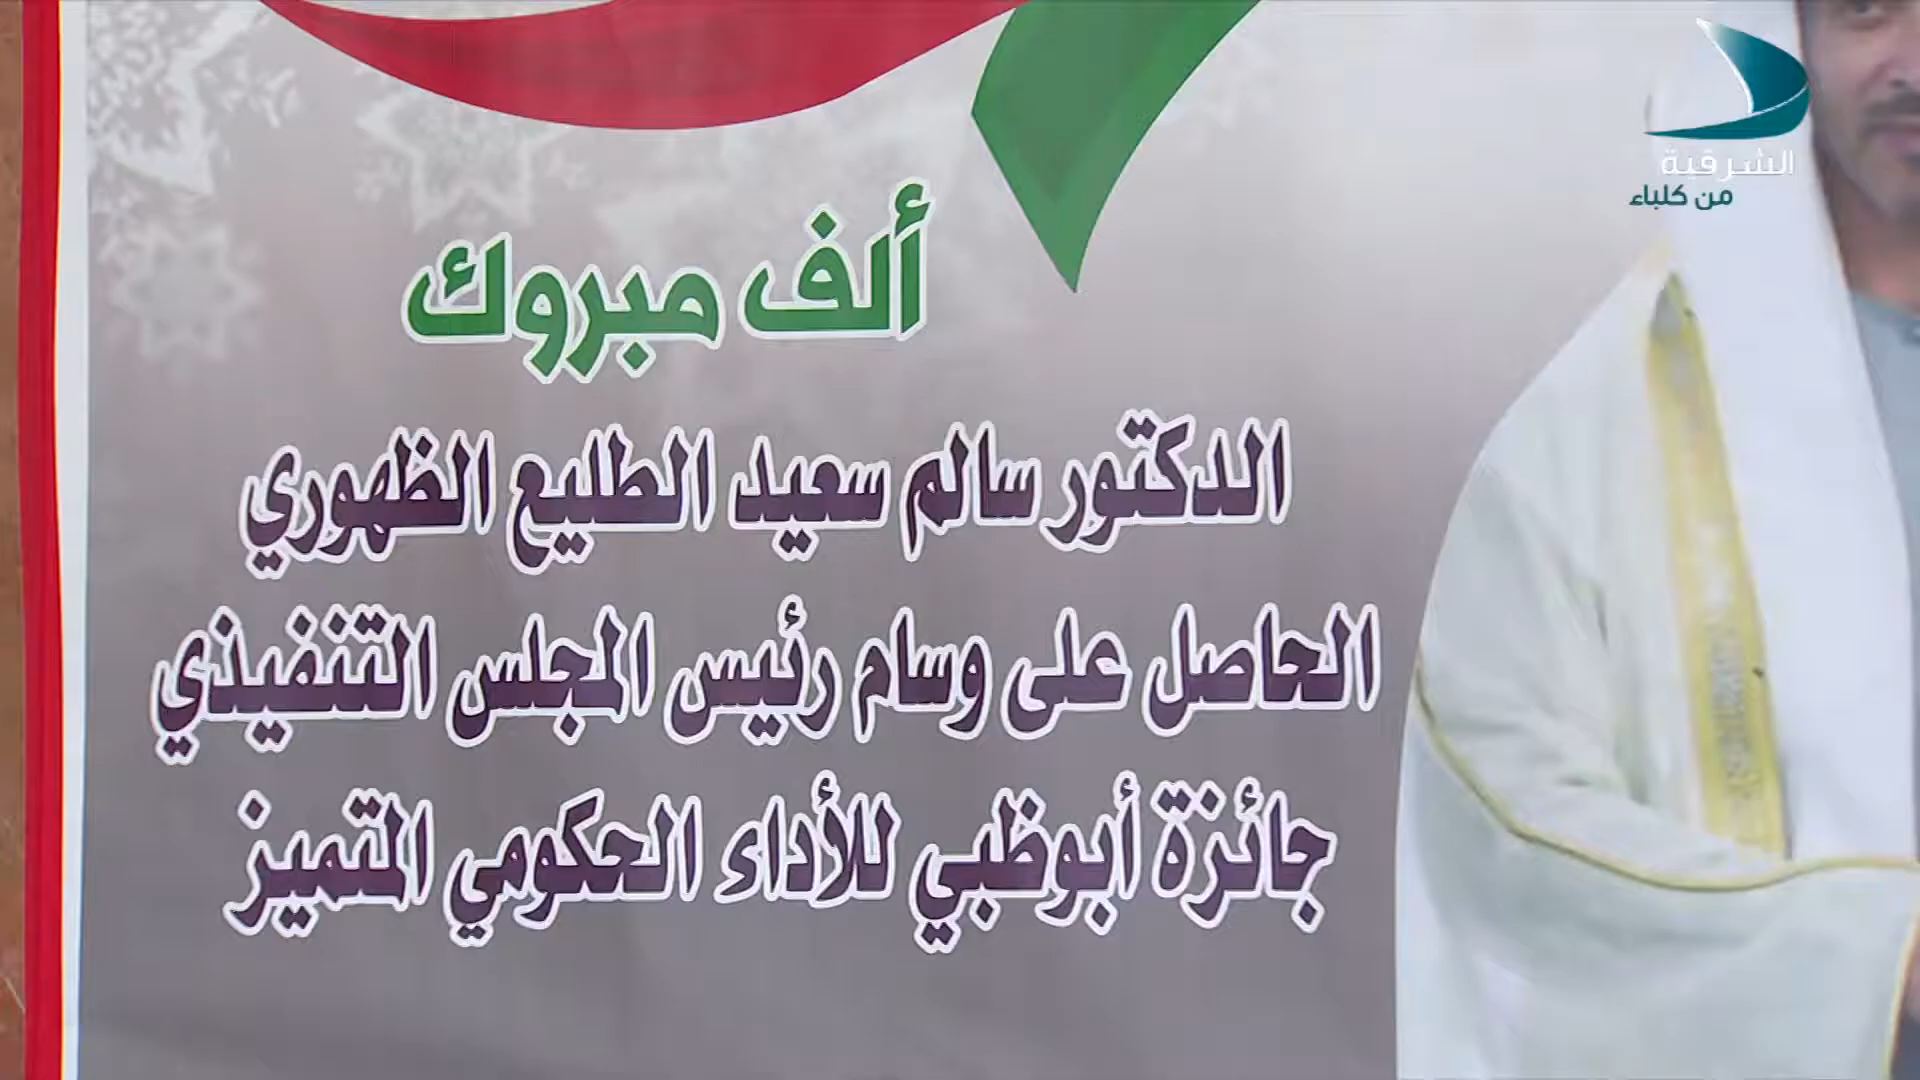 الشرقية
من كلباء
ألف مبروك
الدكتور سالم سعيد الطليع الظهوري
الحاصل على وسام رئيس المجلس التنفيذي
جائزة أبوظبي للأداء الحكومي المتميز